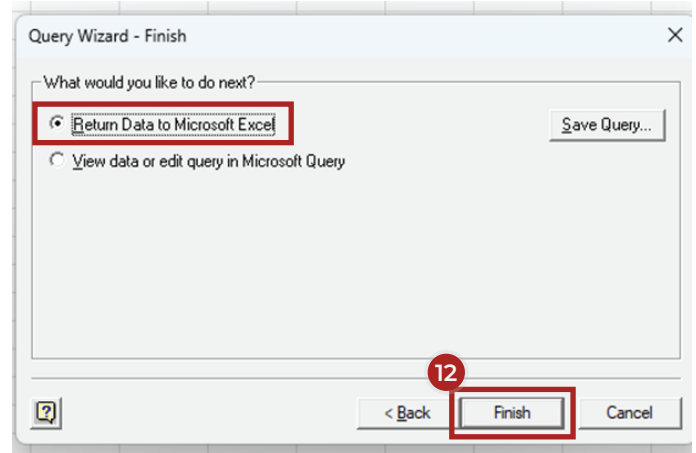 Query Wizard - Finish
What would you like to do next?
Return Data to Microsoft Excel
Save Query...
View data or edit query in Microsoft Query
12
< Back
Finish
Cancel